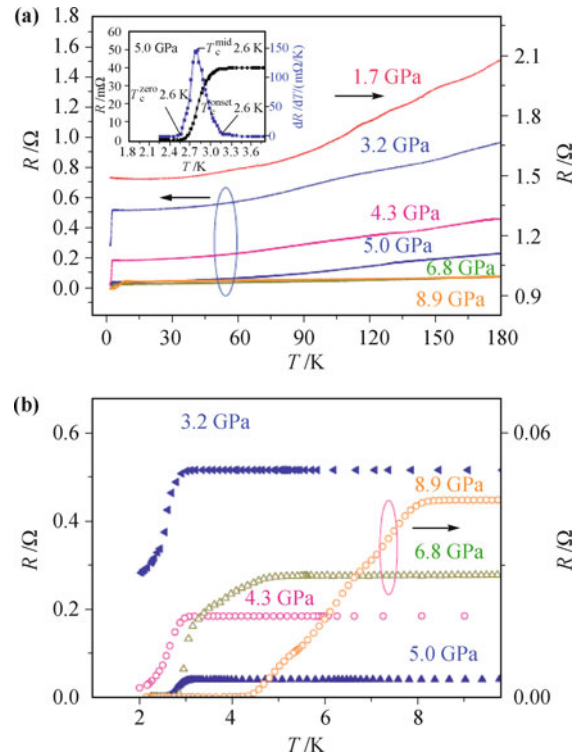 (a)
R/Ω
1.8
1.6
1.4
1.2
1.0
0.8
0.6
0.4
0.2
0.0
0 30 60 90 120 150 180
T/K
2.1
1.8
1.5
1.2
0.9
R/Ω
1.7 GPa
3.2 GPa
4.3 GPa
5.0 GPa
6.8 GPa
8.9 GPa
5.0 GPa
T_c^mid 2.6 K
T_c^zero 2.6 K
T_c^onset 2.6 K
R/mΩ
60
50
40
30
20
10
0
1.8 2.1 2.4 2.7 3.0 3.3 3.6
T/K
150
100
50
0
dR/dT/(mΩ/K)
(b)
R/Ω
0.6
0.4
0.2
0.0
2 4 6 8
T/K
0.06
0.00
R/Ω
3.2 GPa
8.9 GPa
6.8 GPa
4.3 GPa
5.0 GPa